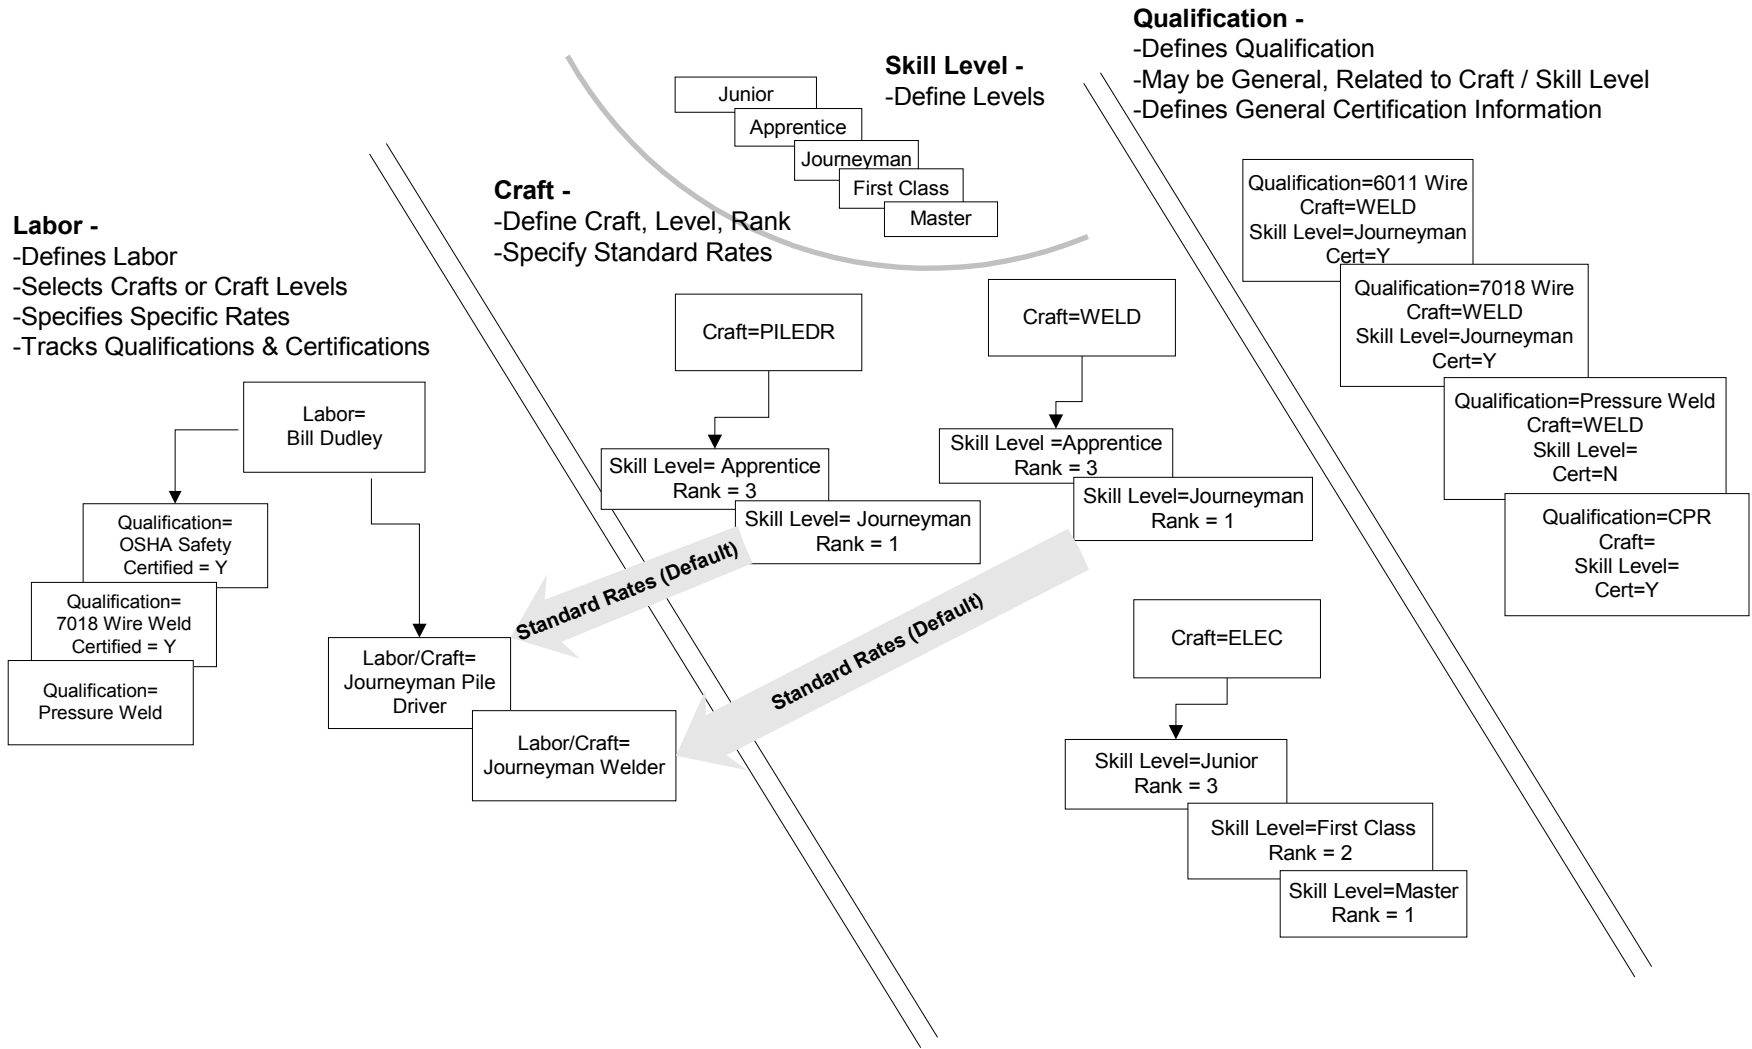 Labor -
-Defines Labor
-Selects Crafts or Craft Levels
-Specifies Specific Rates
-Tracks Qualifications & Certifications
Labor=
Bill Dudley
Qualification=
OSHA Safety
Certified = Y
Qualification=
7018 Wire Weld
Certified = Y
Qualification=
Pressure Weld
Labor/Craft=
Journeyman Pile
Driver
Labor/Craft=
Journeyman Welder
Craft -
-Define Craft, Level, Rank
-Specify Standard Rates
Skill Level -
-Define Levels
Junior
Apprentice
Journeyman
First Class
Master
Craft=PILEDR
Skill Level= Apprentice
Rank = 3
Skill Level= Journeyman
Rank = 1
Standard Rates (Default)
Craft=WELD
Skill Level =Apprentice
Rank = 3
Skill Level=Journeyman
Rank = 1
Standard Rates (Default)
Craft=ELEC
Skill Level=Junior
Rank = 3
Skill Level=First Class
Rank = 2
Skill Level=Master
Rank = 1
Qualification -
-Defines Qualification
-May be General, Related to Craft / Skill Level
-Defines General Certification Information
Qualification=6011 Wire
Craft=WELD
Skill Level=Journeyman
Cert=Y
Qualification=7018 Wire
Craft=WELD
Skill Level=Journeyman
Cert=Y
Qualification=Pressure Weld
Craft=WELD
Skill Level=
Cert=N
Qualification=CPR
Craft=
Skill Level=
Cert=Y